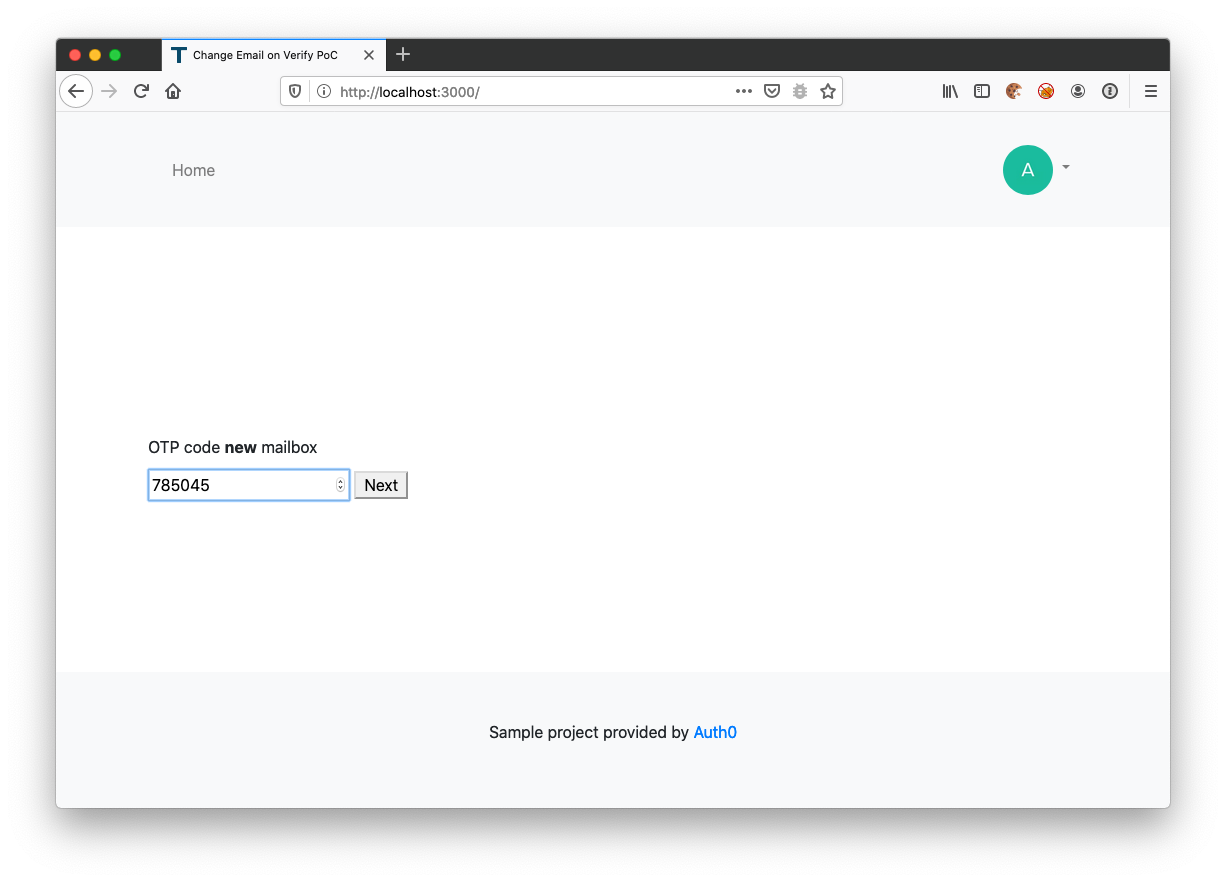 Change Email on Verify PoC
http://localhost:3000/
Home
A
OTP code new mailbox
785045
Next
Sample project provided by Auth0